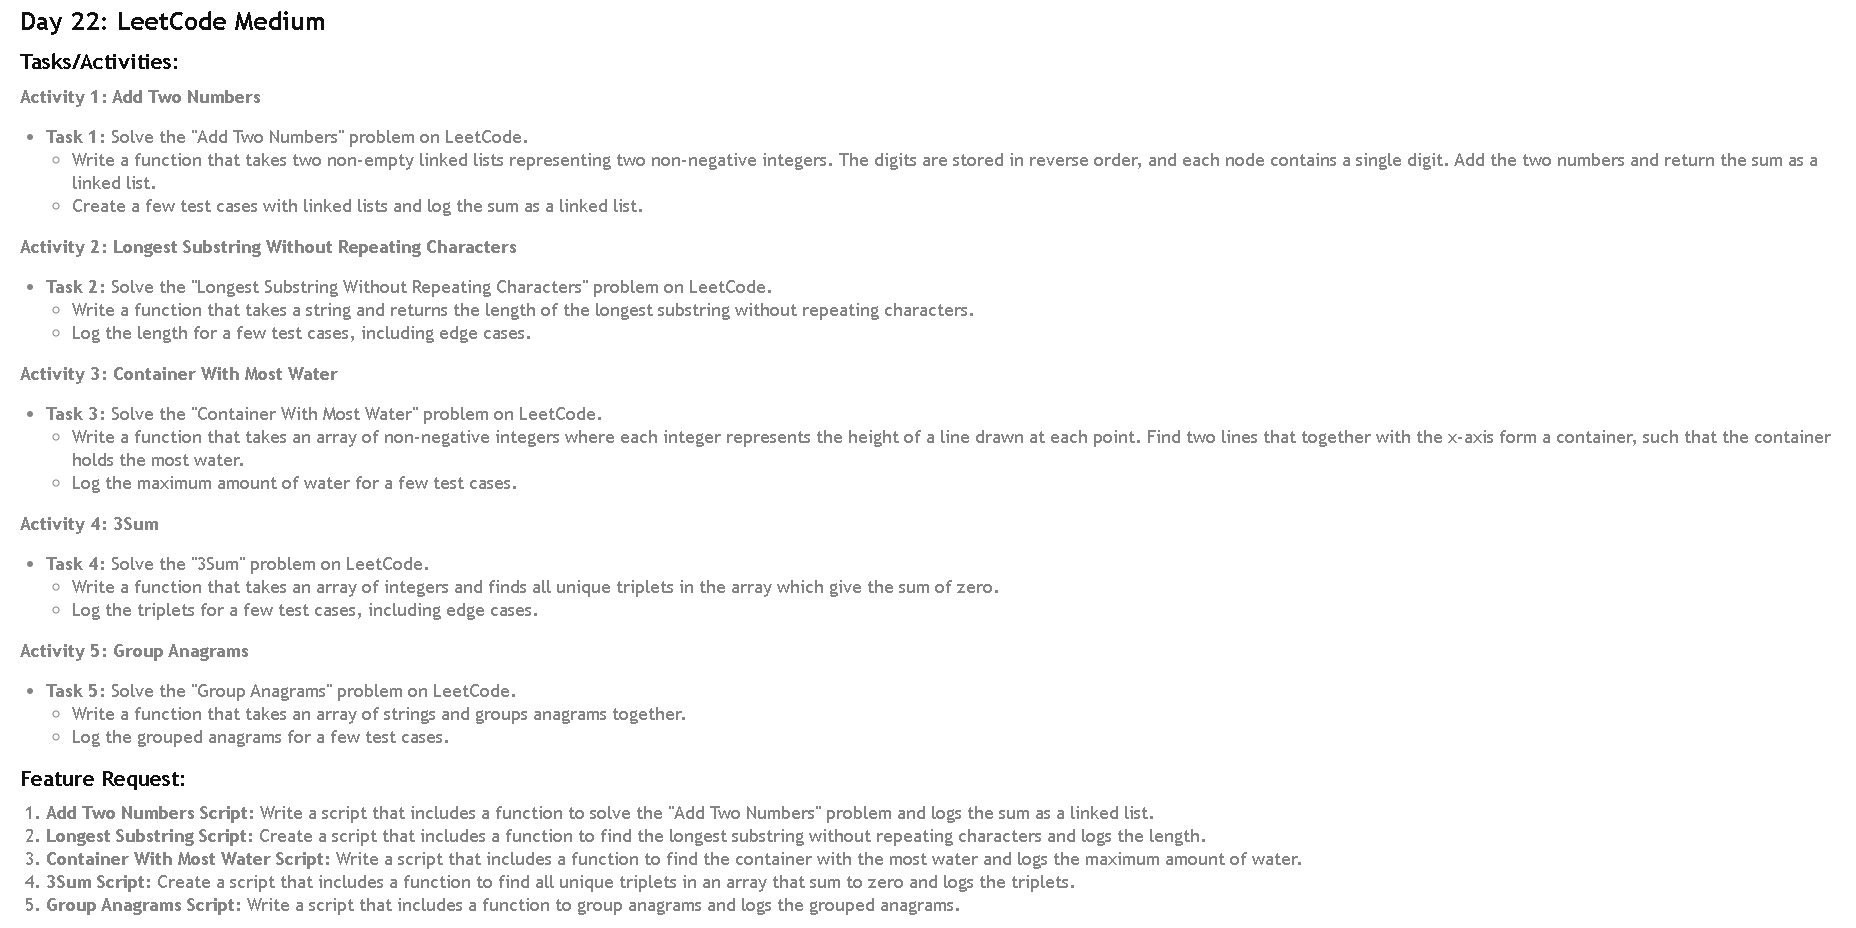 Day 22: LeetCode Medium
Tasks/Activities:
Activity 1: Add Two Numbers
• Task 1: Solve the "Add Two Numbers" problem on LeetCode.
◦ Write a function that takes two non-empty linked lists representing two non-negative integers. The digits are stored in reverse order, and each node contains a single digit. Add the two numbers and return the sum as a
linked list.
◦ Create a few test cases with linked lists and log the sum as a linked list.
Activity 2: Longest Substring Without Repeating Characters
• Task 2: Solve the "Longest Substring Without Repeating Characters" problem on LeetCode.
◦ Write a function that takes a string and returns the length of the longest substring without repeating characters.
◦ Log the length for a few test cases, including edge cases.
Activity 3: Container With Most Water
• Task 3: Solve the "Container With Most Water" problem on LeetCode.
◦ Write a function that takes an array of non-negative integers where each integer represents the height of a line drawn at each point. Find two lines that together with the x-axis form a container, such that the container
holds the most water.
◦ Log the maximum amount of water for a few test cases.
Activity 4: 3Sum
• Task 4: Solve the "3Sum" problem on LeetCode.
◦ Write a function that takes an array of integers and finds all unique triplets in the array which give the sum of zero.
◦ Log the triplets for a few test cases, including edge cases.
Activity 5: Group Anagrams
• Task 5: Solve the "Group Anagrams" problem on LeetCode.
◦ Write a function that takes an array of strings and groups anagrams together.
◦ Log the grouped anagrams for a few test cases.
Feature Request:
1. Add Two Numbers Script: Write a script that includes a function to solve the "Add Two Numbers" problem and logs the sum as a linked list.
2. Longest Substring Script: Create a script that includes a function to find the longest substring without repeating characters and logs the length.
3. Container With Most Water Script: Write a script that includes a function to find the container with the most water and logs the maximum amount of water.
4. 3Sum Script: Create a script that includes a function to find all unique triplets in an array that sum to zero and logs the triplets.
5. Group Anagrams Script: Write a script that includes a function to group anagrams and logs the grouped anagrams.